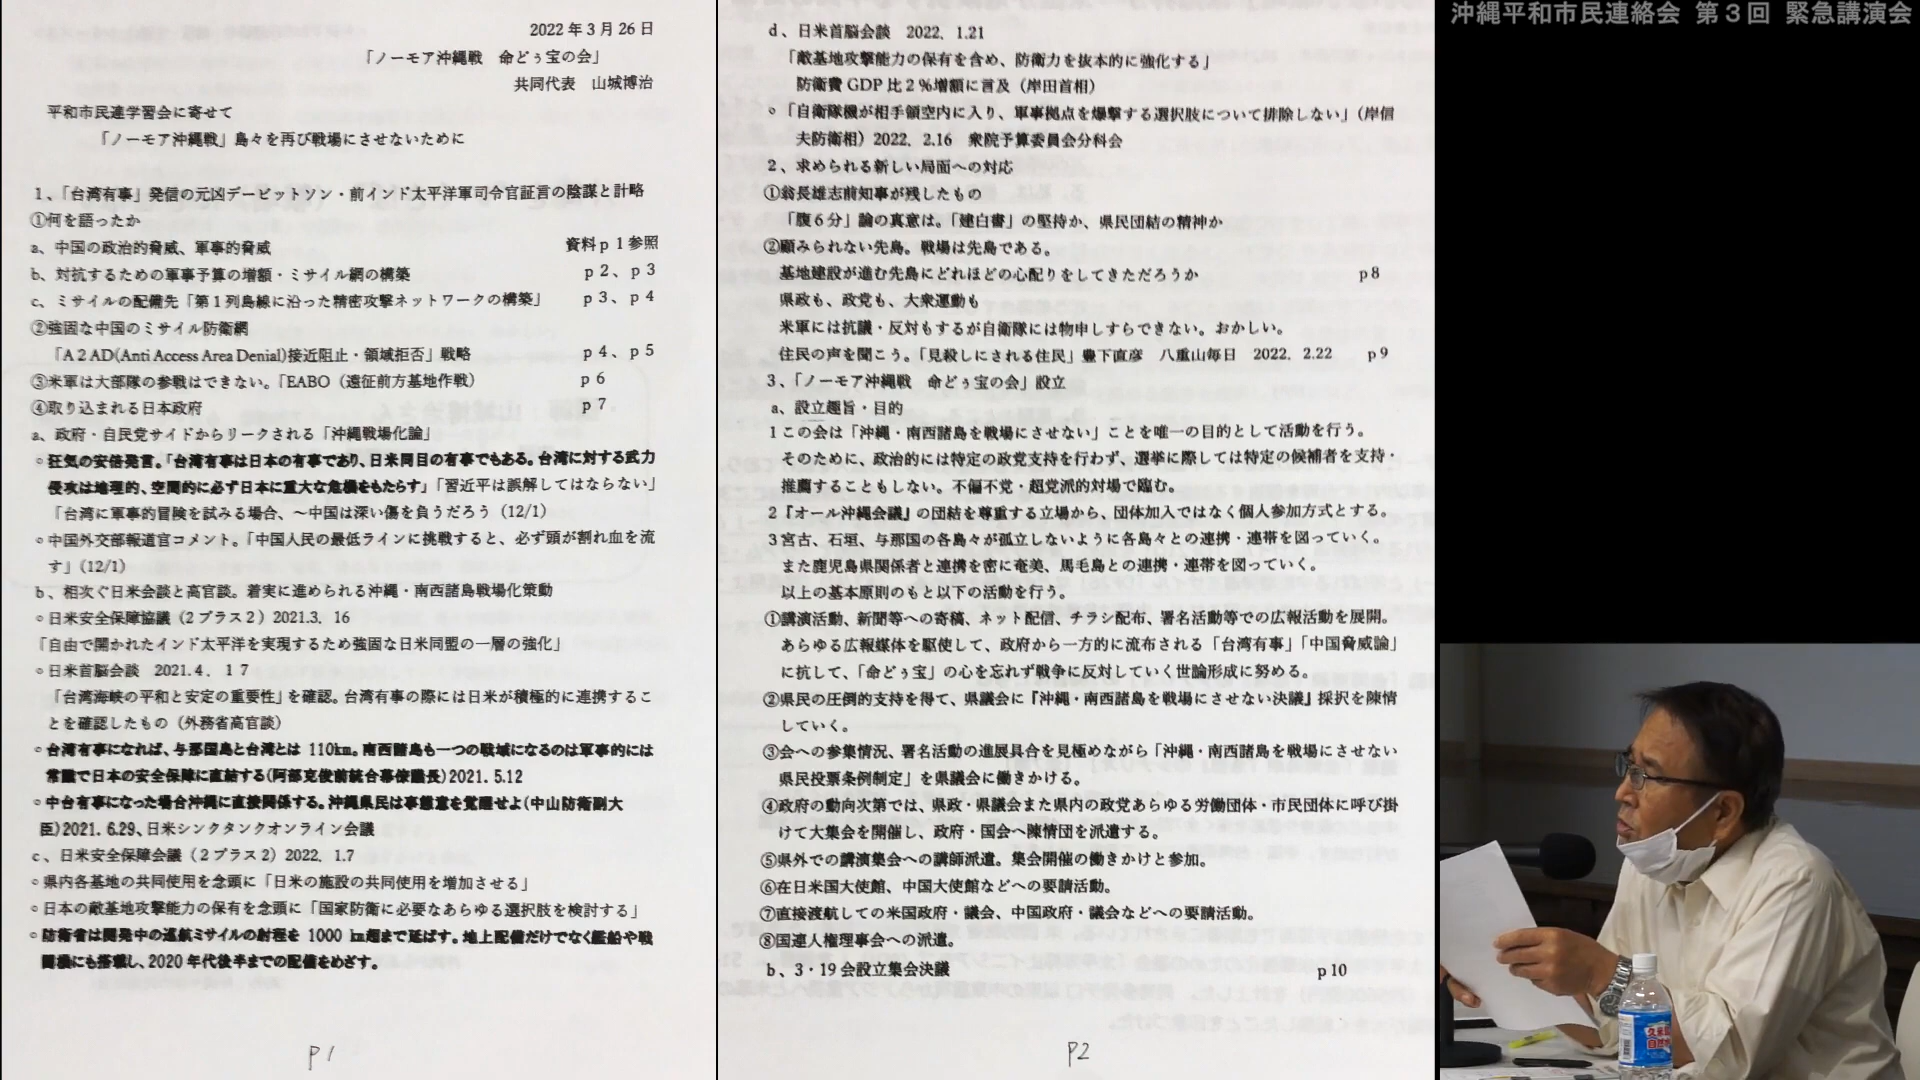 2022年3月26日
「ノーモア沖縄戦　命どぅ宝の会」
共同代表　山城博治
平和市民連学習会に寄せて
「ノーモア沖縄戦」島々を再び戦場にさせないために
1、「台湾有事」発信の元凶デービットソン・前インド太平洋軍司令官証言の陰謀と計略
①何を語ったか
a、中国の政治的脅威、軍事的脅威　資料p１参照
b、対抗するための軍事予算の増額・ミサイル網の構築　p２、p３
c、ミサイルの配備先「第１列島線に沿った精密攻撃ネットワークの構築」　p３、p４
②強固な中国のミサイル防衛網
「A２AD(Anti Access Area Denial)接近阻止・領域拒否」戦略　p４、p５
③米軍は大部隊の参戦はできない。「EABO（遠征前方基地作戦）　p６
④取り込まれる日本政府　p７
a、政府・自民党サイドからリークされる「沖縄戦場化論」
○狂気の安倍発言。「台湾有事は日本の有事であり、日米同目の有事でもある。台湾に対する武力
侵攻は地理的、空間的に必ず日本に重大な危機をもたらす」「習近平は誤解してはならない」
「台湾に軍事的冒険を試みる場合、～中国は深い傷を負うだろう（12/1）
○中国外交部報道官コメント。「中国人民の最低ラインに挑戦すると、必ず頭が割れ血を流
す」（12/1）
b、相次ぐ日米会談と高官談。着実に進められる沖縄・南西諸島戦場化策動
○日米安全保障協議（２プラス２）2021.3．16
「自由で開かれたインド太平洋を実現するため強固な日米同盟の一層の強化」
○日米首脳会談　2021.4．１７
「台湾海峡の平和と安定の重要性」を確認。台湾有事の際には日米が積極的に連携するこ
とを確認したもの（外務省高官談）
○台湾有事になれば、与那国島と台湾とは110km。南西諸島も一つの戦域になるのは軍事的には
常識で日本の安全保障に直結する(阿部克俊前統合幕僚議長)2021．5.12
○中台有事になった場合沖縄に直接関係する。沖縄県民は事態意を覚醒せよ(中山防衛副大
臣)2021．6.29、日米シンクタンクオンライン会議
c、日米安全保障会議（２プラス２）2022．1.7
○県内各基地の共同使用を念頭に「日米の施設の共同使用を増加させる」
○日本の敵基地攻撃能力の保有を念頭に「国家防衛に必要なあらゆる選択肢を検討する」
○防衛省は開発中の巡航ミサイルの射程を 1000 km超まで延ばす。地上配備だけでなく艦船や戦
闘機にも搭載し、2020年代後半までの配備をめざす。
P1
d、日米首脳会談　2022．1.21
「敵基地攻撃能力の保有を含め、防衛力を抜本的に強化する」
防衛費GDP比２％増額に言及（岸田首相）
○「自衛隊機が相手領空内に入り、軍事拠点を爆撃する選択肢について排除しない」（岸信
夫防衛相）2022．2.16　衆院予算委員会分科会
２、求められる新しい局面への対応
①翁長雄志前知事が残したもの
「腹６分」論の真意は。「建白書」の堅持か、県民団結の精神か
②顧みられない先島。戦場は先島である。
基地建設が進む先島にどれほどの心配りをしてきただろうか　p８
県政も、政党も、大衆運動も
米軍には抗議・反対もするが自衛隊には物申しすらできない。おかしい。
住民の声を聞こう。「見殺しにされる住民」豊下直彦　八重山毎日　2022．2.22　p９
３、「ノーモア沖縄戦　命どぅ宝の会」設立
a、設立趣旨・目的
１この会は「沖縄・南西諸島を戦場にさせない」ことを唯一の目的として活動を行う。
そのために、政治的には特定の政党支持を行わず、選挙に際しては特定の候補者を支持・
推薦することもしない。不偏不党・超党派的対場で臨む。
２『オール沖縄会議』の団結を尊重する立場から、団体加入ではなく個人参加方式とする。
３宮古、石垣、与那国の各島々が孤立しないように各島々との連携・連帯を図っていく。
また鹿児島県関係者と連携を密に奄美、馬毛島との連携・連帯を図っていく。
以上の基本原則のもと以下の活動を行う。
①講演活動、新聞等への寄稿、ネット配信、チラシ配布、署名活動等での広報活動を展開。
あらゆる広報媒体を駆使して、政府から一方的に流布される「台湾有事」「中国脅威論」
に抗して、「命どぅ宝」の心を忘れず戦争に反対していく世論形成に努める。
②県民の圧倒的支持を得て、県議会に『沖縄・南西諸島を戦場にさせない決議』採択を陳情
していく。
③会への参集情況、署名活動の進展具合を見極めながら「沖縄・南西諸島を戦場にさせない
県民投票条例制定」を県議会に働きかける。
④政府の動向次第では、県政・県議会また県内の政党あらゆる労働団体・市民団体に呼び掛
けて大集会を開催し、政府・国会へ陳情団を派遣する。
⑤県外での講演集会への講師派遣。集会開催の働きかけと参加。
⑥在日米国大使館、中国大使館などへの要請活動。
⑦直接渡航しての米国政府・議会、中国政府・議会などへの要請活動。
⑧国連人権理事会への派遣。
b、3・19会設立集会決議　p10
P2
沖縄平和市民連絡会 第３回 緊急講演会